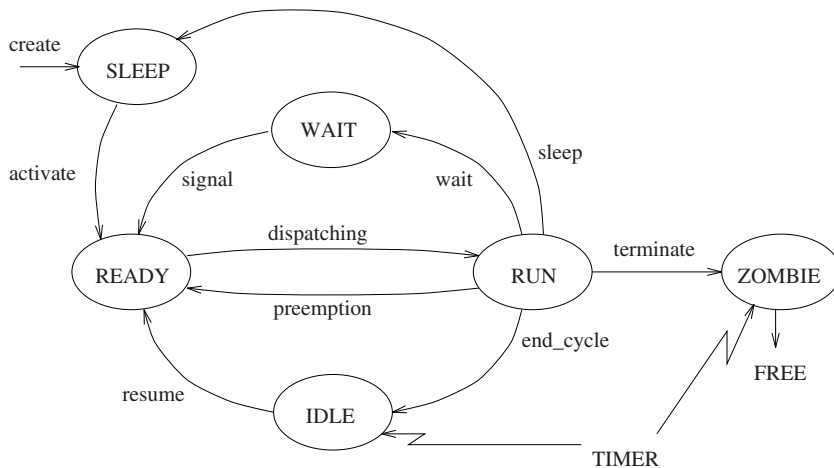 create
SLEEP
WAIT
activate
signal
wait
sleep
dispatching
terminate
READY
RUN
ZOMBIE
preemption
end_cycle
resume
FREE
IDLE
TIMER